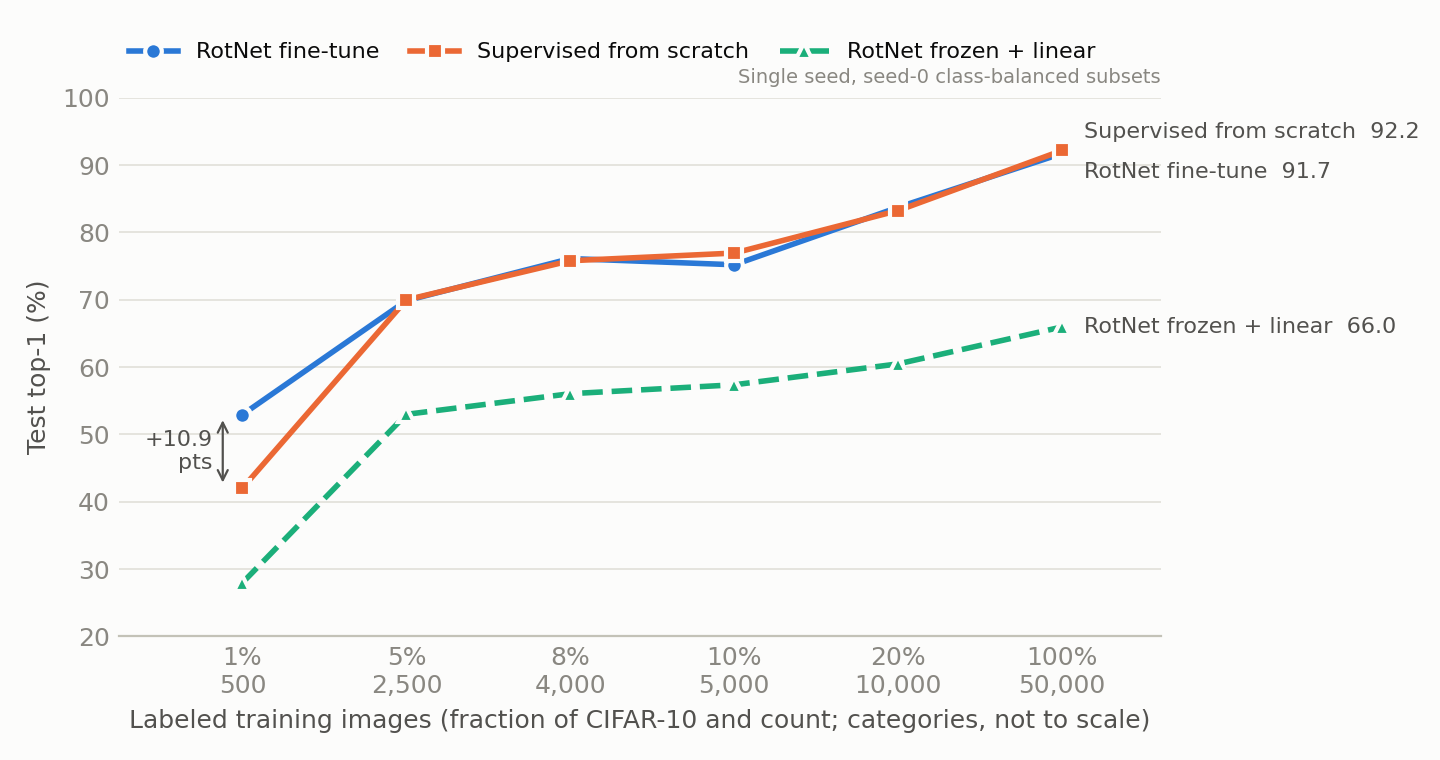 RotNet fine-tune Supervised from scratch RotNet frozen + linear
Single seed, seed-0 class-balanced subsets
100
90
80
70
60
50
40
30
20
Test top-1 (%)
Supervised from scratch 92.2
RotNet fine-tune 91.7
RotNet frozen + linear 66.0
+10.9
pts
1% 5% 8% 10% 20% 100%
500 2,500 4,000 5,000 10,000 50,000
Labeled training images (fraction of CIFAR-10 and count; categories, not to scale)